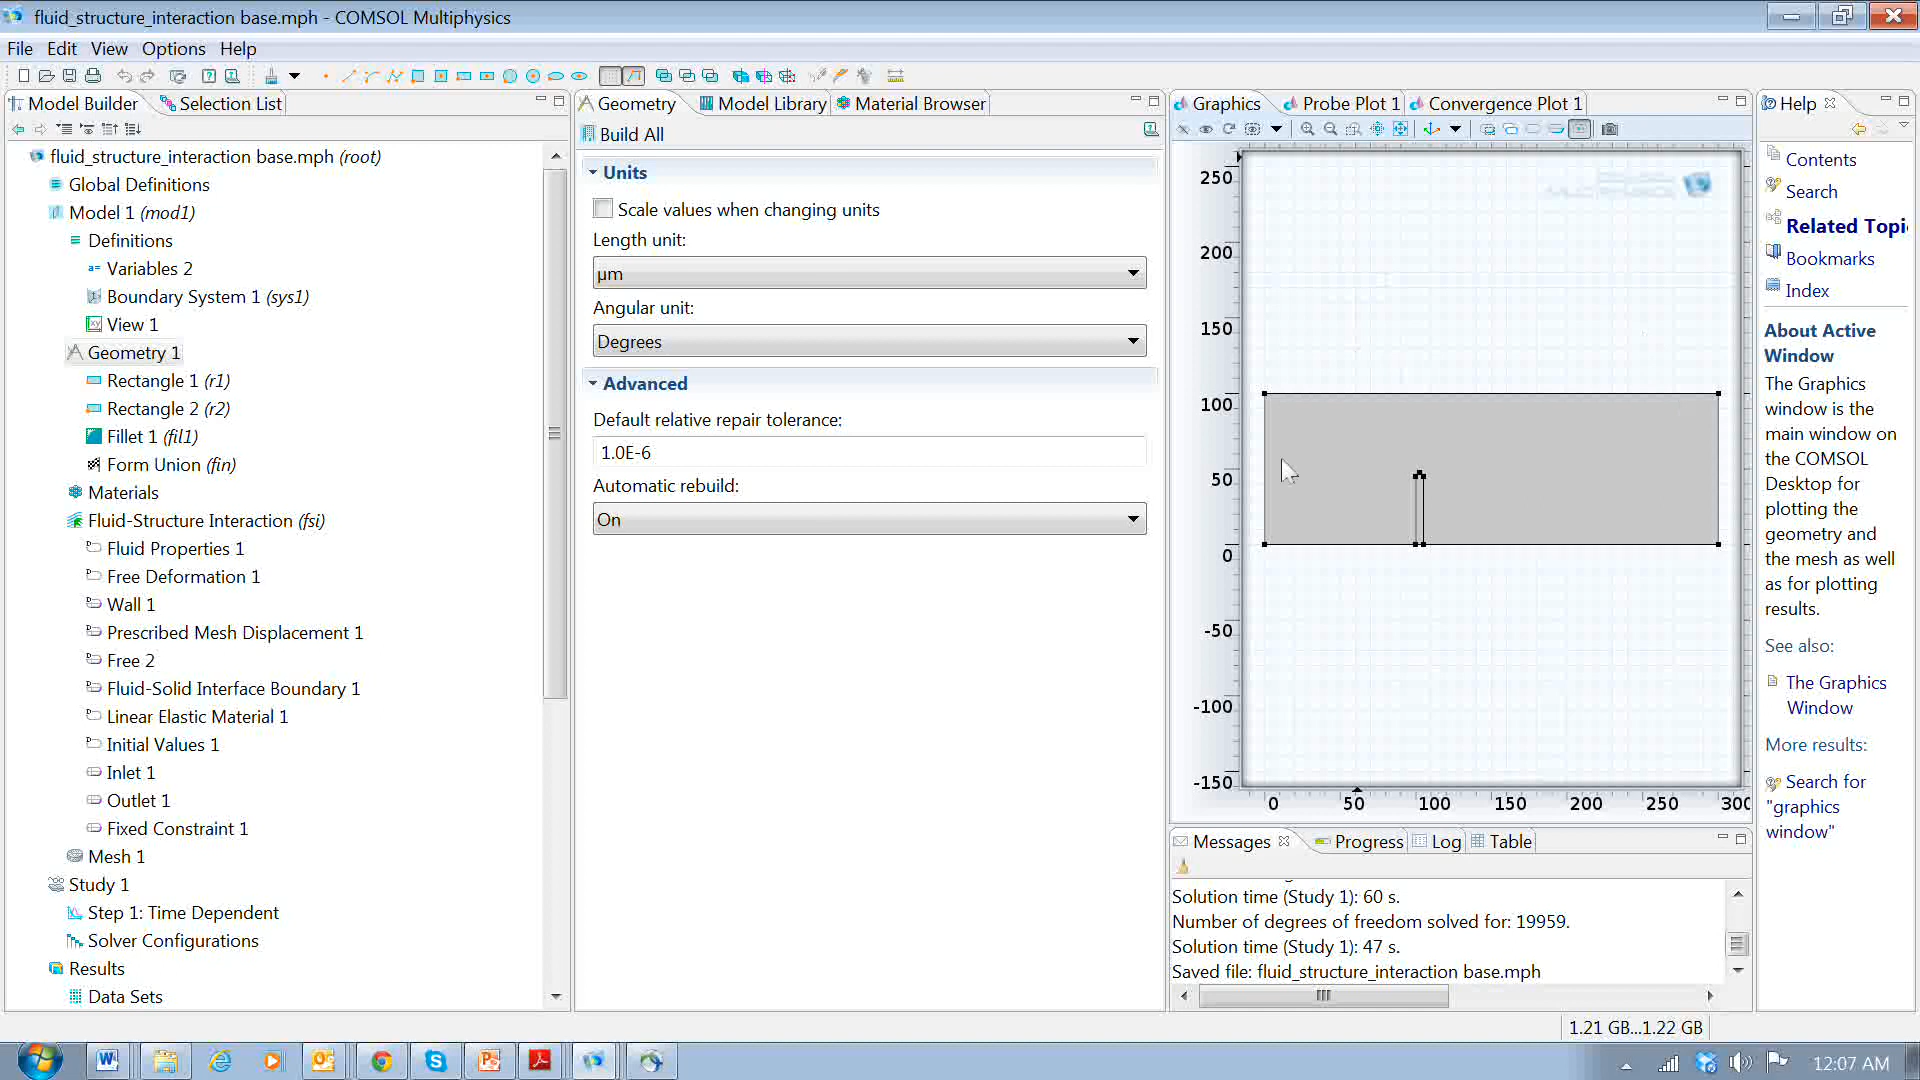 fluid_structure_interaction base.mph - COMSOL Multiphysics
File Edit View Options Help
Model Builder Selection List
fluid_structure_interaction base.mph (root)
Global Definitions
Model 1 (mod1)
Definitions
a= Variables 2
Boundary System 1 (sys1)
View 1
Geometry 1
Rectangle 1 (r1)
Rectangle 2 (r2)
Fillet 1 (fil1)
Form Union (fin)
Materials
Fluid-Structure Interaction (fsi)
Fluid Properties 1
Free Deformation 1
Wall 1
Prescribed Mesh Displacement 1
Free 2
Fluid-Solid Interface Boundary 1
Linear Elastic Material 1
Initial Values 1
Inlet 1
Outlet 1
Fixed Constraint 1
Mesh 1
Study 1
Step 1: Time Dependent
Solver Configurations
Results
Data Sets
Geometry Model Library Material Browser
Build All
Units
Scale values when changing units
Length unit:
µm
Angular unit:
Degrees
Advanced
Default relative repair tolerance:
1.0E-6
Automatic rebuild:
On
Graphics Probe Plot 1 Convergence Plot 1
250
200
150
100
50
0
-50
-100
-150
0 50 100 150 200 250 300
Messages Progress Log Table
Solution time (Study 1): 60 s.
Number of degrees of freedom solved for: 19959.
Solution time (Study 1): 47 s.
Saved file: fluid_structure_interaction base.mph
Help
Contents
Search
Related Topi
Bookmarks
Index
About Active
Window
The Graphics
window is the
main window on
the COMSOL
Desktop for
plotting the
geometry and
the mesh as well
as for plotting
results.
See also:
The Graphics
Window
More results:
Search for
"graphics
window"
1.21 GB...1.22 GB
12:07 AM